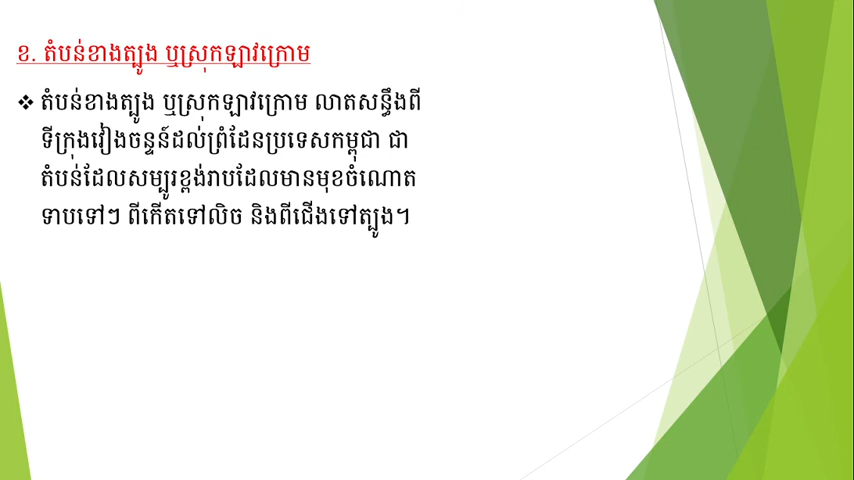 ខ. តំបន់ខាងត្បូង ឬស្រុកឡាវក្រោម
❖ តំបន់ខាងត្បូង ឬស្រុកឡាវក្រោម លាតសន្ធឹងពី
ទីក្រុងវៀងចន្ទន៍ដល់ព្រំដែនប្រទេសកម្ពុជា ជា
តំបន់ដែលសម្បូរខ្ពង់រាបដែលមានមុខចំណោត
ទាបទៅៗ ពីកើតទៅលិច និងពីជើងទៅត្បូង។